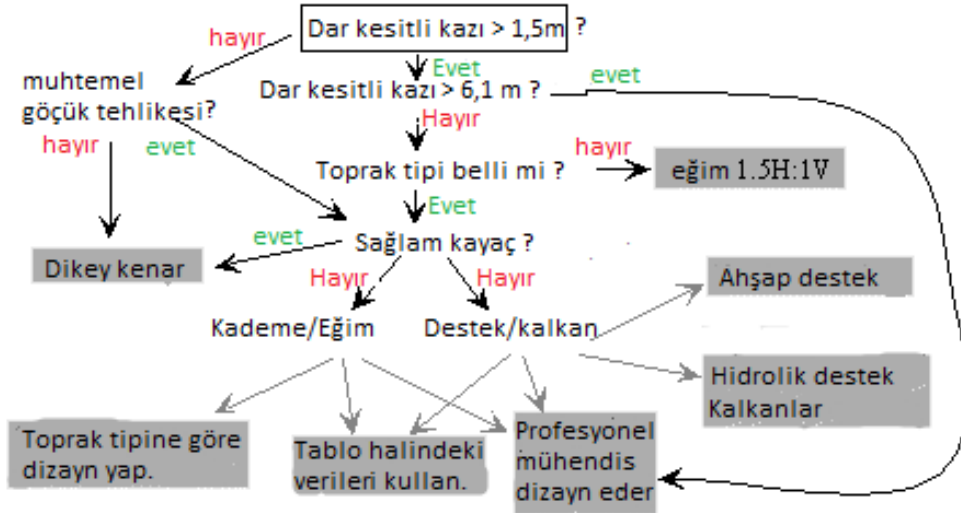 Dar kesitli kazı > 1,5m ?
hayır
Evet
evet
muhtemel
göçük tehlikesi?
Dar kesitli kazı > 6,1 m ?
Hayır
hayır
evet
Toprak tipi belli mi ?
hayır
eğim 1.5H:1V
Evet
evet
Sağlam kayaç ?
Dikey kenar
Hayır
Hayır
Ahşap destek
Kademe/Eğim
Destek/kalkan
Hidrolik destek
Kalkanlar
Toprak tipine göre
dizayn yap.
Tablo halindeki
verileri kullan.
Profesyonel
mühendis
dizayn eder